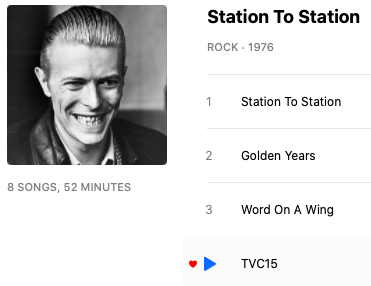 Station To Station
ROCK · 1976
1 Station To Station
2 Golden Years
8 SONGS, 52 MINUTES
3 Word On A Wing
TVC15